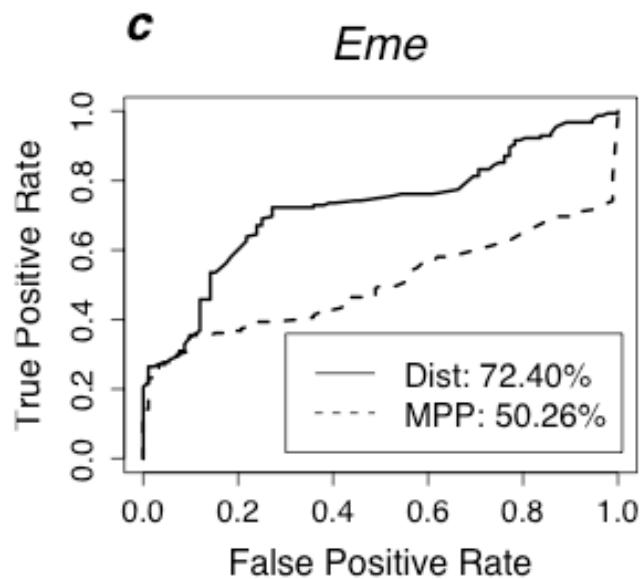 c
Eme
True Positive Rate
1.0
0.8
0.6
0.4
0.2
0.0
Dist: 72.40%
MPP: 50.26%
0.0 0.2 0.4 0.6 0.8 1.0
False Positive Rate